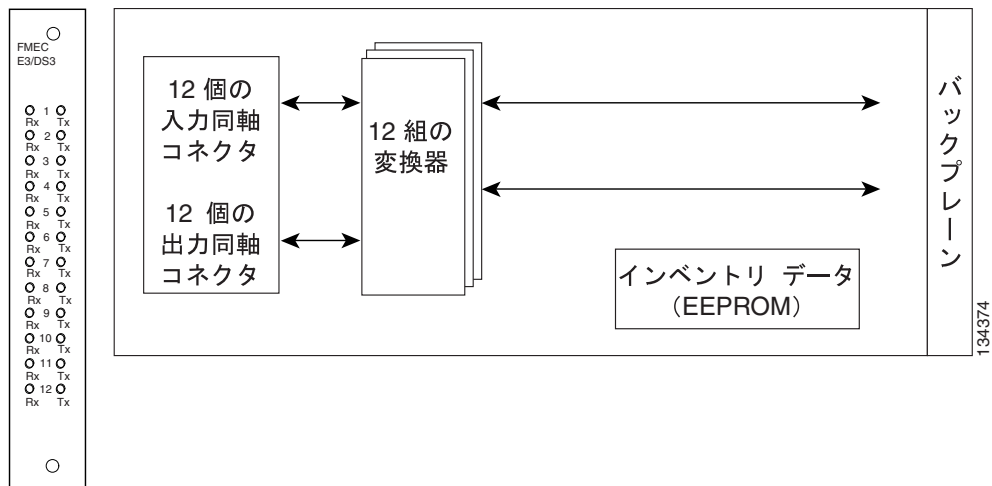 FMEC
E3/DS3
1
Rx Tx
2
Rx Tx
3
Rx Tx
4
Rx Tx
5
Rx Tx
6
Rx Tx
7
Rx Tx
8
Rx Tx
9
Rx Tx
10
Rx Tx
11
Rx Tx
12
Rx Tx
12 個の
入力同軸
コネクタ
12 個の
出力同軸
コネクタ
12 組の
変換器
インベントリ データ
(EEPROM)
バックプレーン
134374